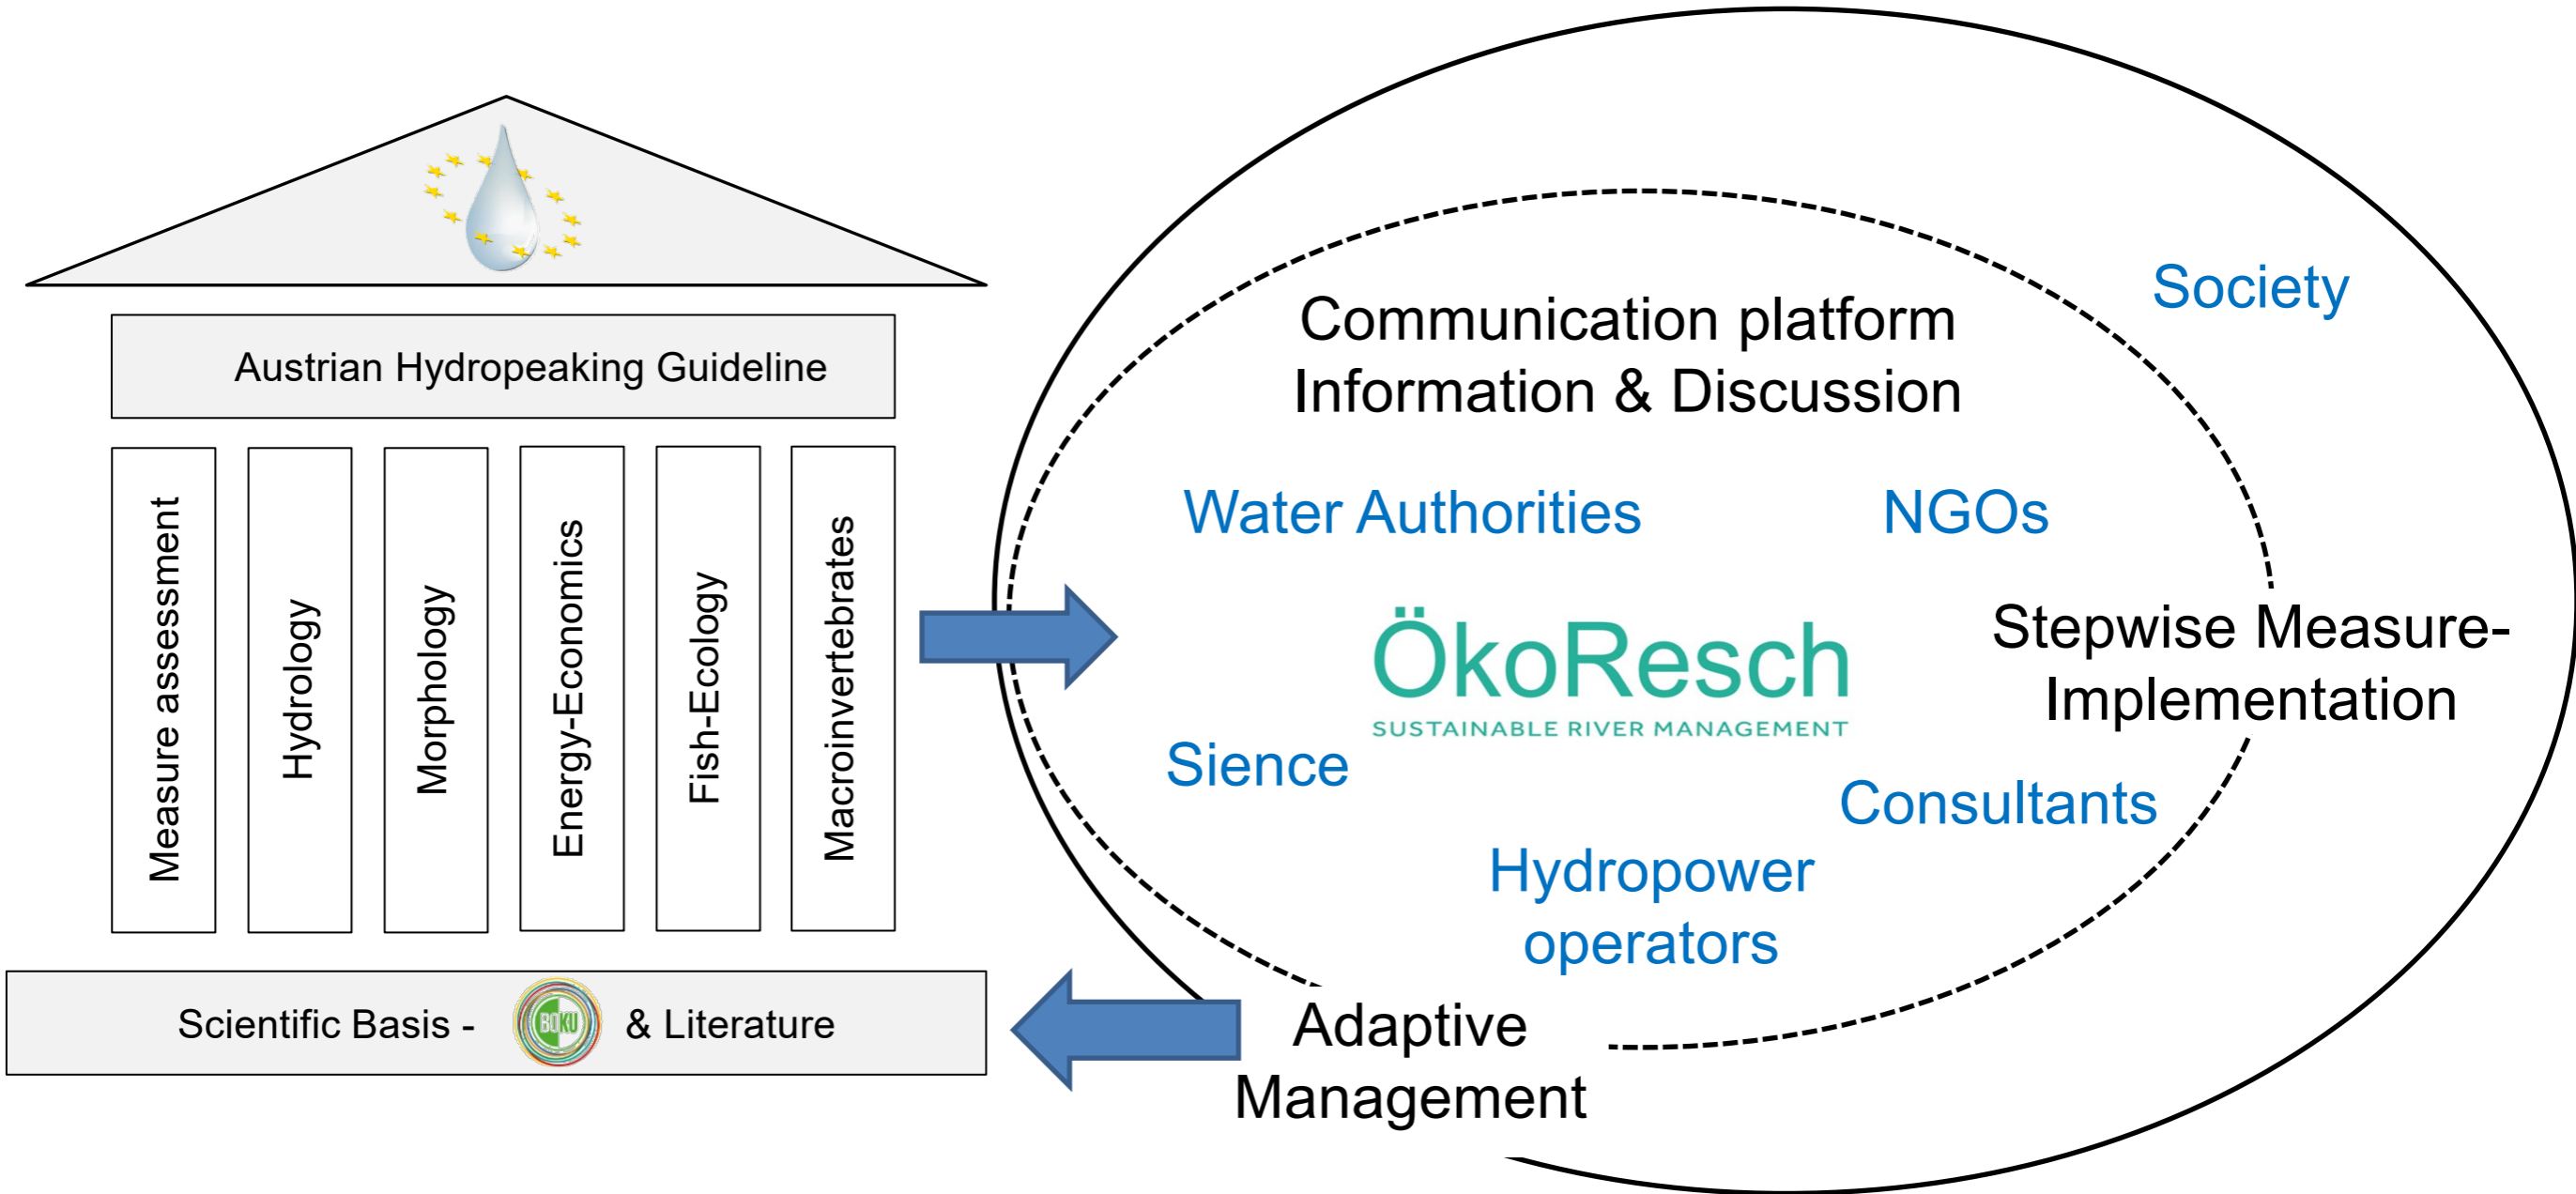 Austrian Hydropeaking Guideline
Measure assessment
Hydrology
Morphology
Energy-Economics
Fish-Ecology
Macroinvertebrates
Scientific Basis -
BOKU
& Literature
Communication platform
Information & Discussion
Society
Water Authorities
NGOs
ÖkoResch
SUSTAINABLE RIVER MANAGEMENT
Stepwise Measure-
Implementation
Sience
Consultants
Hydropower
operators
Adaptive
Management